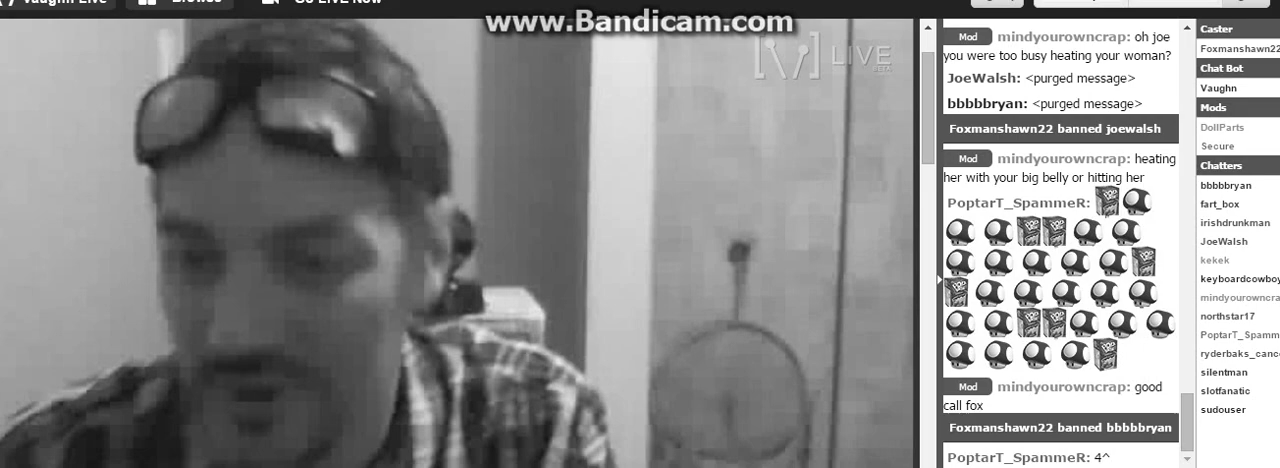 Vaughn Live
Browse
Go Live Now
www.Bandicam.com
[V] LIVE
Mod mindyourowncrap: oh joe
you were too busy heating your woman?
JoeWalsh: <purged message>
bbbbbryan: <purged message>
Foxmanshawn22 banned joewalsh
Mod mindyourowncrap: heating
her with your big belly or hitting her
PoptarT_SpammeR:
Mod mindyourowncrap: good
call fox
Foxmanshawn22 banned bbbbbryan
PoptarT_SpammeR: 4^
Caster
Foxmanshawn22
Chat Bot
Vaughn
Mods
DollParts
Secure
Chatters
bbbbbryan
fart_box
irishdrunkman
JoeWalsh
kekek
keyboardcowboy
mindyourowncra
northstar17
PoptarT_Spamm
ryderbaks_canc
silentman
slotfanatic
sudouser